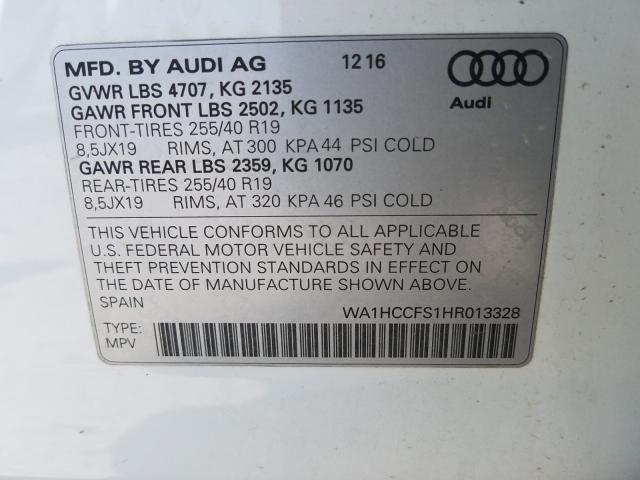 MFD. BY AUDI AG 12 16
GVWR LBS 4707, KG 2135
GAWR FRONT LBS 2502, KG 1135
FRONT-TIRES 255/40 R19
8,5JX19 RIMS, AT 300 KPA 44 PSI COLD
GAWR REAR LBS 2359, KG 1070
REAR-TIRES 255/40 R19
8,5JX19 RIMS, AT 320 KPA 46 PSI COLD
Audi
THIS VEHICLE CONFORMS TO ALL APPLICABLE
U.S. FEDERAL MOTOR VEHICLE SAFETY AND
THEFT PREVENTION STANDARDS IN EFFECT ON
THE DATE OF MANUFACTURE SHOWN ABOVE.
SPAIN WA1HCCFS1HR013328
TYPE:
MPV